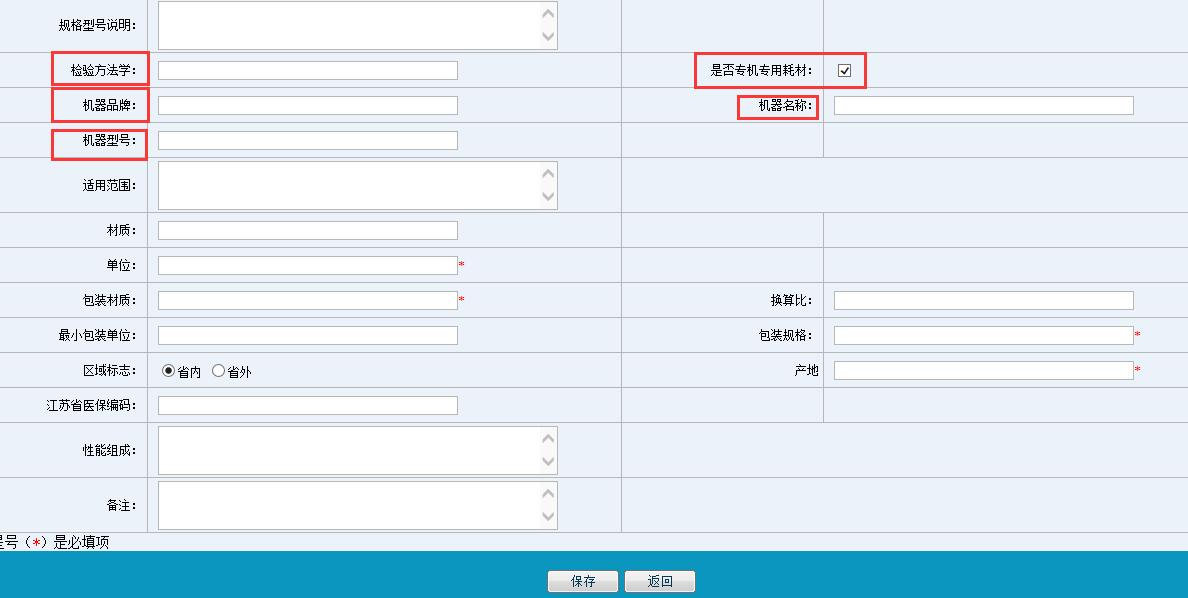 规格型号说明：
检验方法学：
是否专机专用耗材：
机器品牌：
机器名称：
机器型号：
适用范围：
材质：
单位：
*
包装材质：
*
换算比：
最小包装单位：
包装规格：
*
区域标志：
省内 省外
产地
*
江苏省医保编码：
性能组成：
备注：
星号（*）是必填项
保存 返回